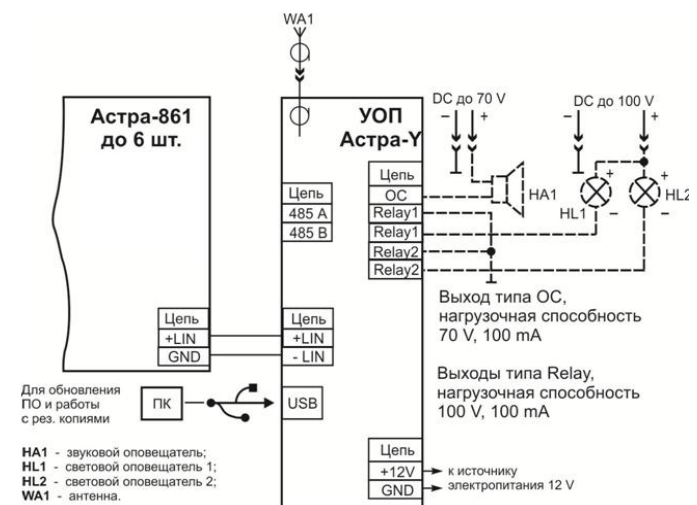 WA1
Астра-861
до 6 шт.
УОП
Астра-Y
DC до 70 V
- +
DC до 100 V
- +
Цепь
OC
Relay1
Relay1
Relay2
Relay2
Цепь
485 A
485 B
HA1
+
HL1
-
+
HL2
-
Выход типа ОС,
нагрузочная способность
70 V, 100 mA
Выходы типа Relay,
нагрузочная способность
100 V, 100 mA
Цепь
+LIN
GND
Цепь
+LIN
- LIN
Для обновления
ПО и работы
с рез. копиями
ПК
USB
HA1 - звуковой оповещатель;
HL1 - световой оповещатель 1;
HL2 - световой оповещатель 2;
WA1 - антенна.
Цепь
+12V
GND
к источнику
электропитания 12 V